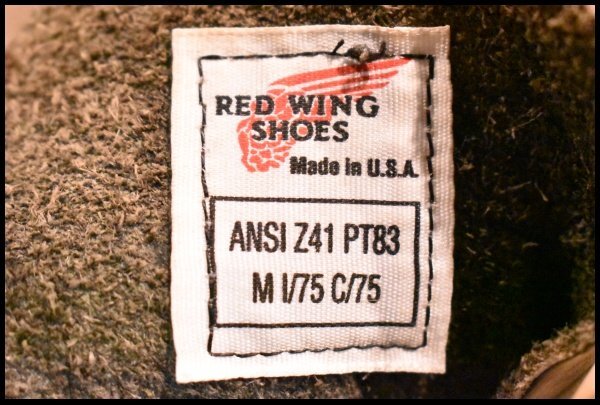 RED WING
SHOES
Made in U.S.A.
ANSI Z41 PT83
M I/75 C/75